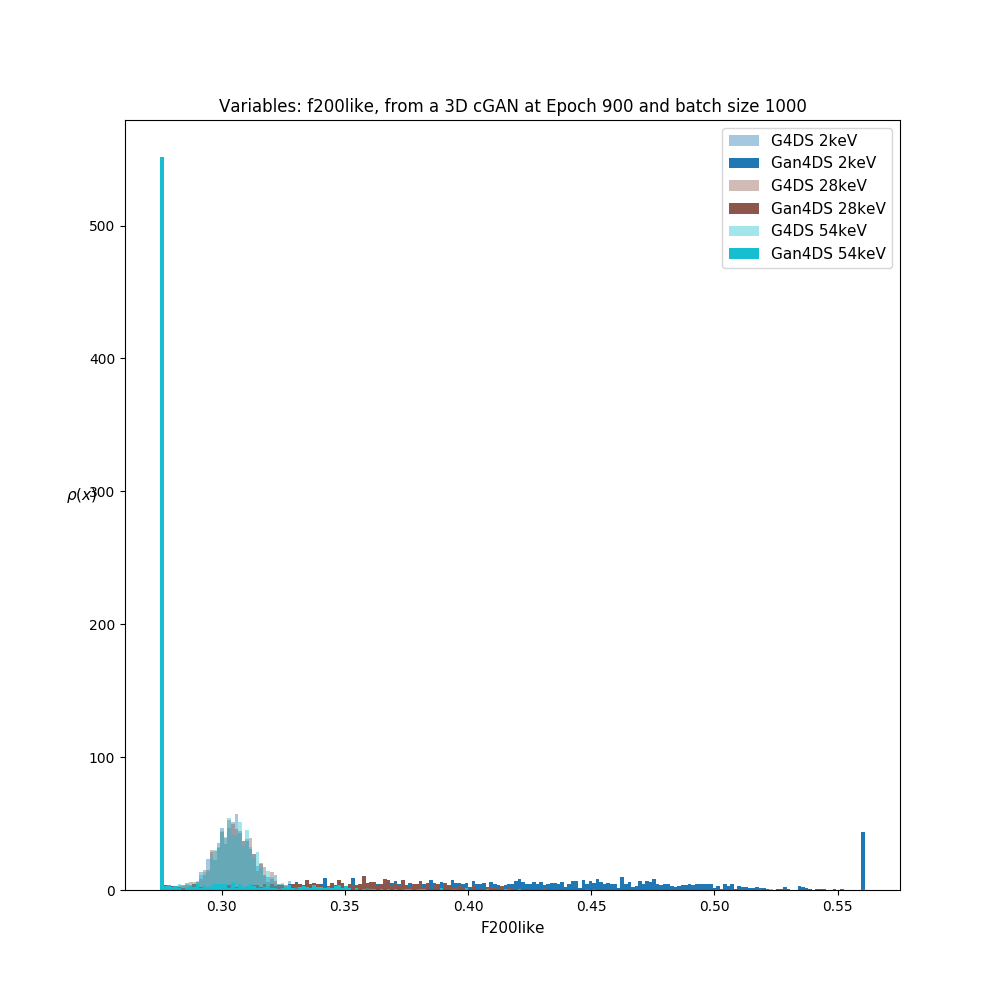 Variables: f200like, from a 3D cGAN at Epoch 900 and batch size 1000
G4DS 2keV
Gan4DS 2keV
G4DS 28keV
Gan4DS 28keV
G4DS 54keV
Gan4DS 54keV
500
400
ρ(x)
300
200
100
0
0.30 0.35 0.40 0.45 0.50 0.55
F200like